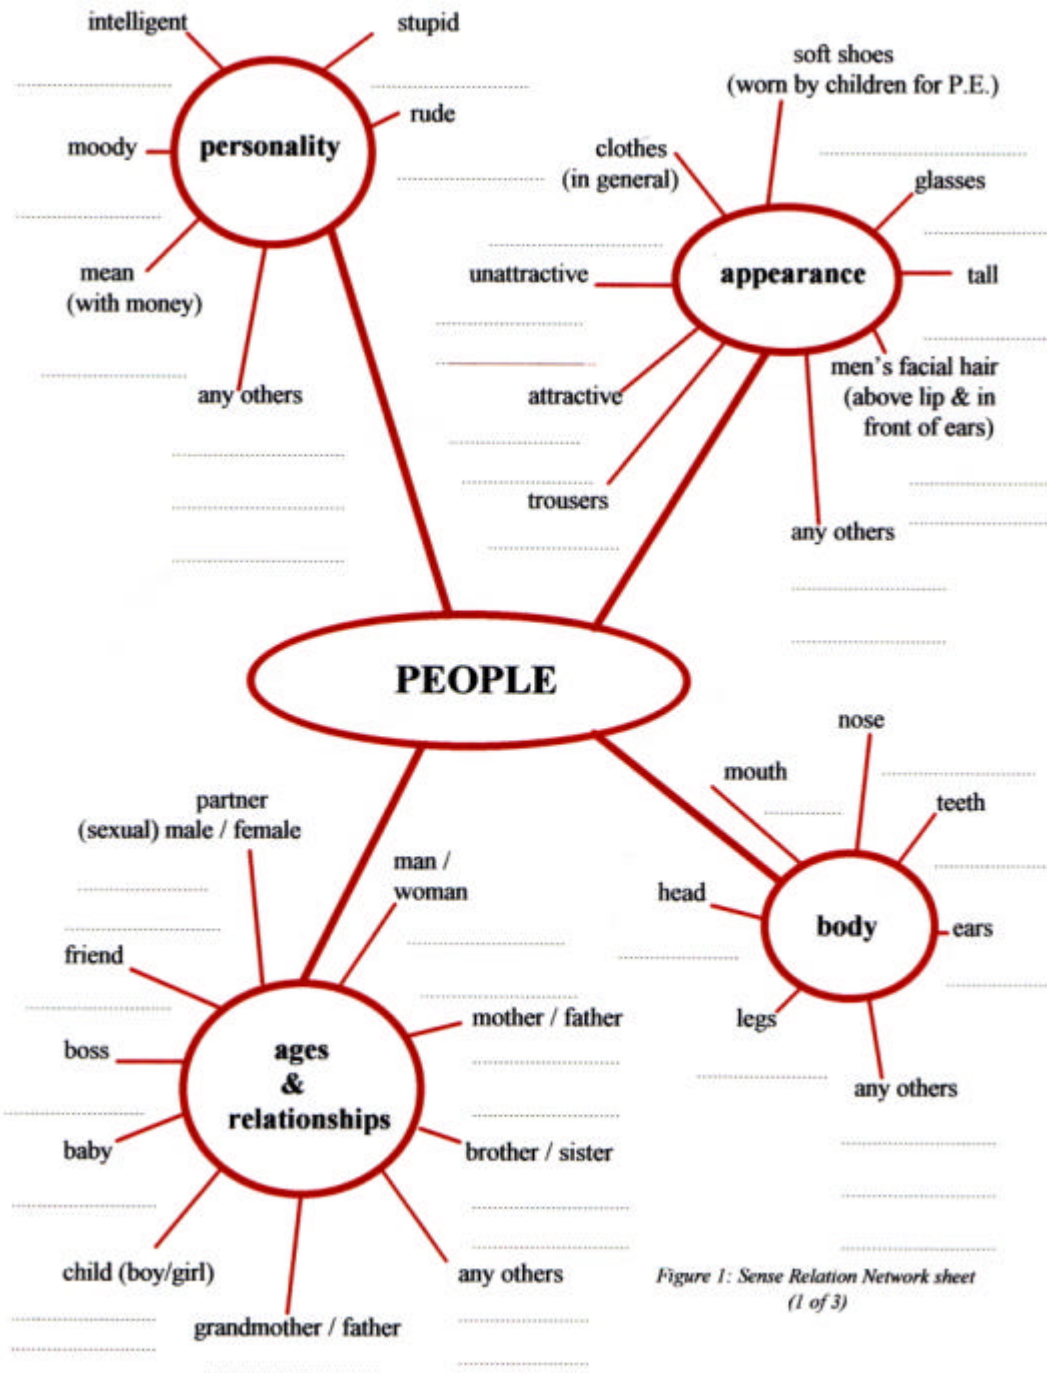 intelligent
stupid
rude
moody
personality
mean
(with money)
any others
soft shoes
(worn by children for P.E.)
clothes
(in general)
glasses
unattractive
appearance
tall
men's facial hair
(above lip & in
front of ears)
attractive
trousers
any others
PEOPLE
partner
(sexual) male / female
man /
woman
friend
mother / father
boss
ages
&
relationships
baby
brother / sister
child (boy/girl)
any others
grandmother / father
nose
mouth
teeth
head
body
ears
legs
any others
Figure 1: Sense Relation Network sheet
(1 of 3)